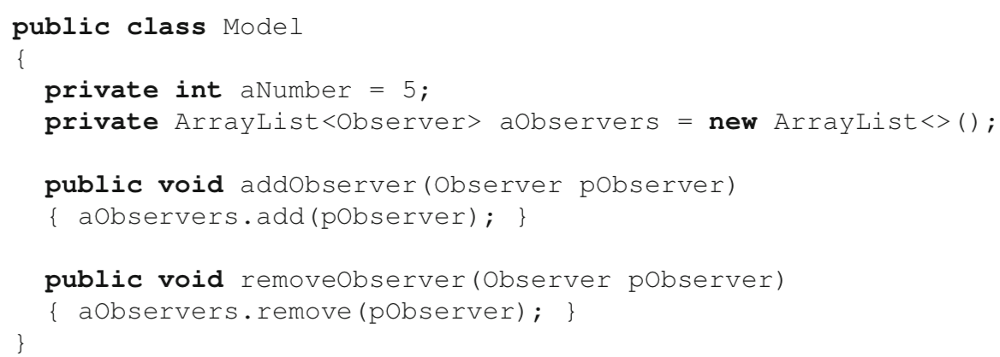 public class Model
{
  private int aNumber = 5;
  private ArrayList<Observer> aObservers = new ArrayList<>();

  public void addObserver(Observer pObserver)
  { aObservers.add(pObserver); }

  public void removeObserver(Observer pObserver)
  { aObservers.remove(pObserver); }
}